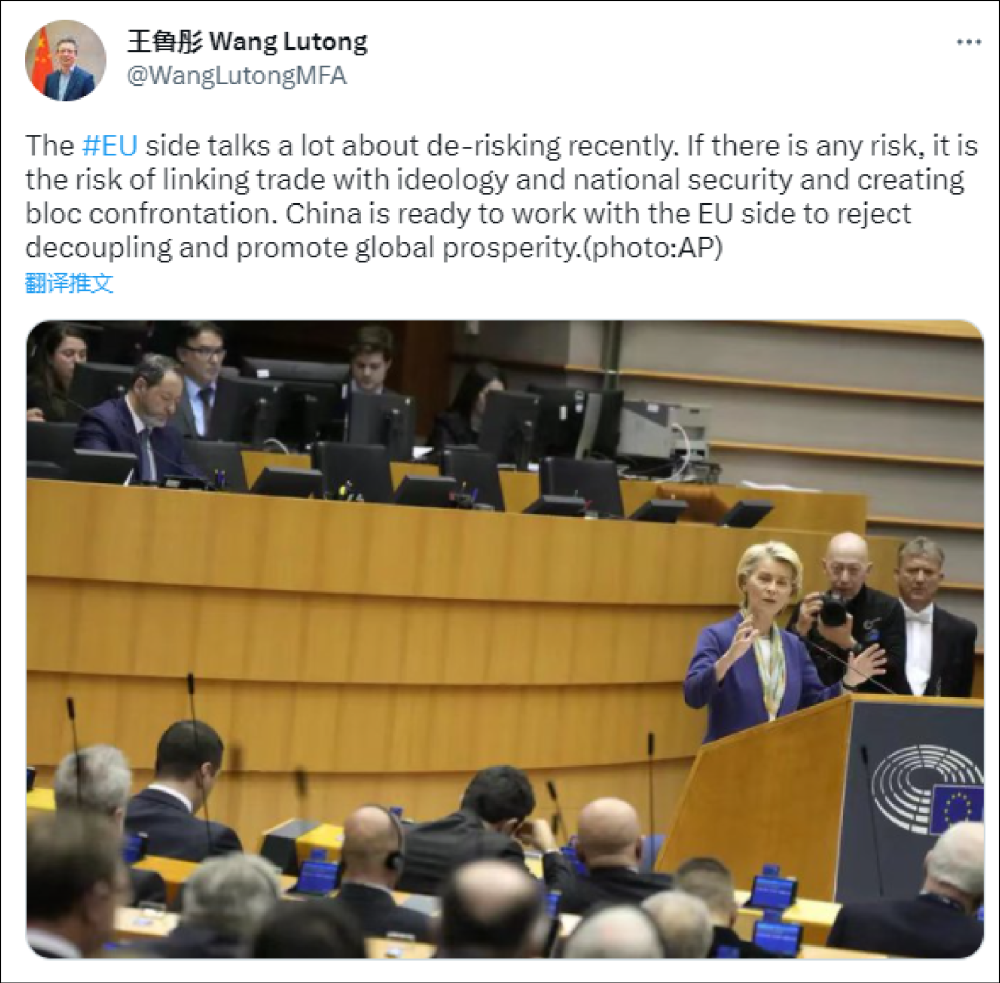 王鲁彤 Wang Lutong
@WangLutongMFA
The #EU side talks a lot about de-risking recently. If there is any risk, it is
the risk of linking trade with ideology and national security and creating
bloc confrontation. China is ready to work with the EU side to reject
decoupling and promote global prosperity.(photo:AP)
翻译推文